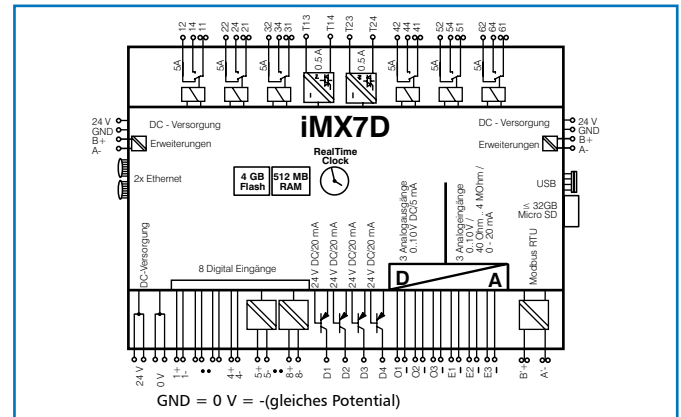 12 14 11 22 24 21 32 34 31 T13 T14 T23 T24 42 44 41 52 54 51 62 64 61
5A 5A 5A 0.5 A 0.5 A 5A 5A 5A
iMX7D
24 V
GND
B+
A-
DC - Versorgung
Erweiterungen
2x Ethernet
4 GB
Flash
512 MB
RAM
RealTime
Clock
DC - Versorgung
Erweiterungen
24 V
GND
B+
A-
USB
≤ 32GB
Micro SD
DC-Versorgung
8 Digital Eingänge
24 V DC/20 mA
24 V DC/20 mA
24 V DC/20 mA
24 V DC/20 mA
3 Analogausgänge
0..10V DC/5 mA
3 Analogeingänge
0..10V /
40 Ohm .. 4 MOhm /
0 - 20 mA
Modbus RTU
D A
24 V 0 V 1+ 1- •• 4+ 4- 5+ 5- •• 8+ 8- D1 D2 D3 D4 O1 – O2 – O3 – E1 – E2 – E3 – B'+ A'-
GND = 0 V = -(gleiches Potential)